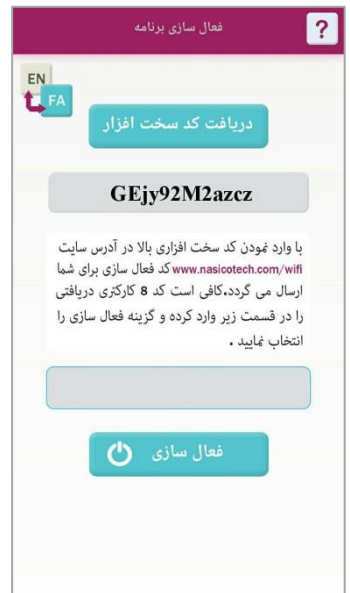 فعال سازی برنامه
?
EN
FA
دریافت کد سخت افزار
GEjy92M2azcz
با وارد نمودن کد سخت افزاری بالا در آدرس سایت
www.nasicotech.com/wifi کد فعال سازی برای شما
ارسال می گردد.کافی است کد 8 کارکتری دریافتی
را در قسمت زیر وارد کرده و گزینه فعال سازی را
انتخاب نمایید .
فعال سازی